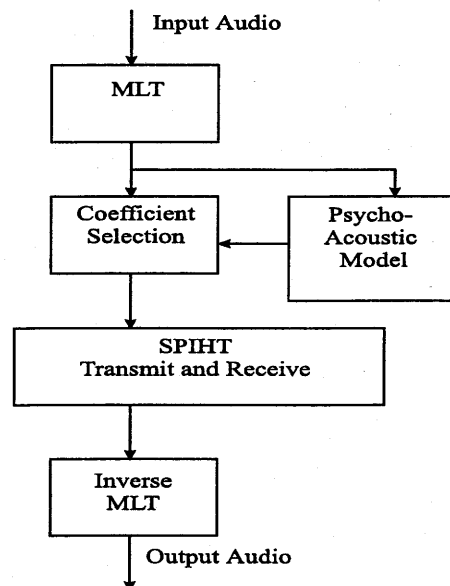 Input Audio
MLT
Coefficient
Selection
Psycho-
Acoustic
Model
SPIHT
Transmit and Receive
Inverse
MLT
Output Audio